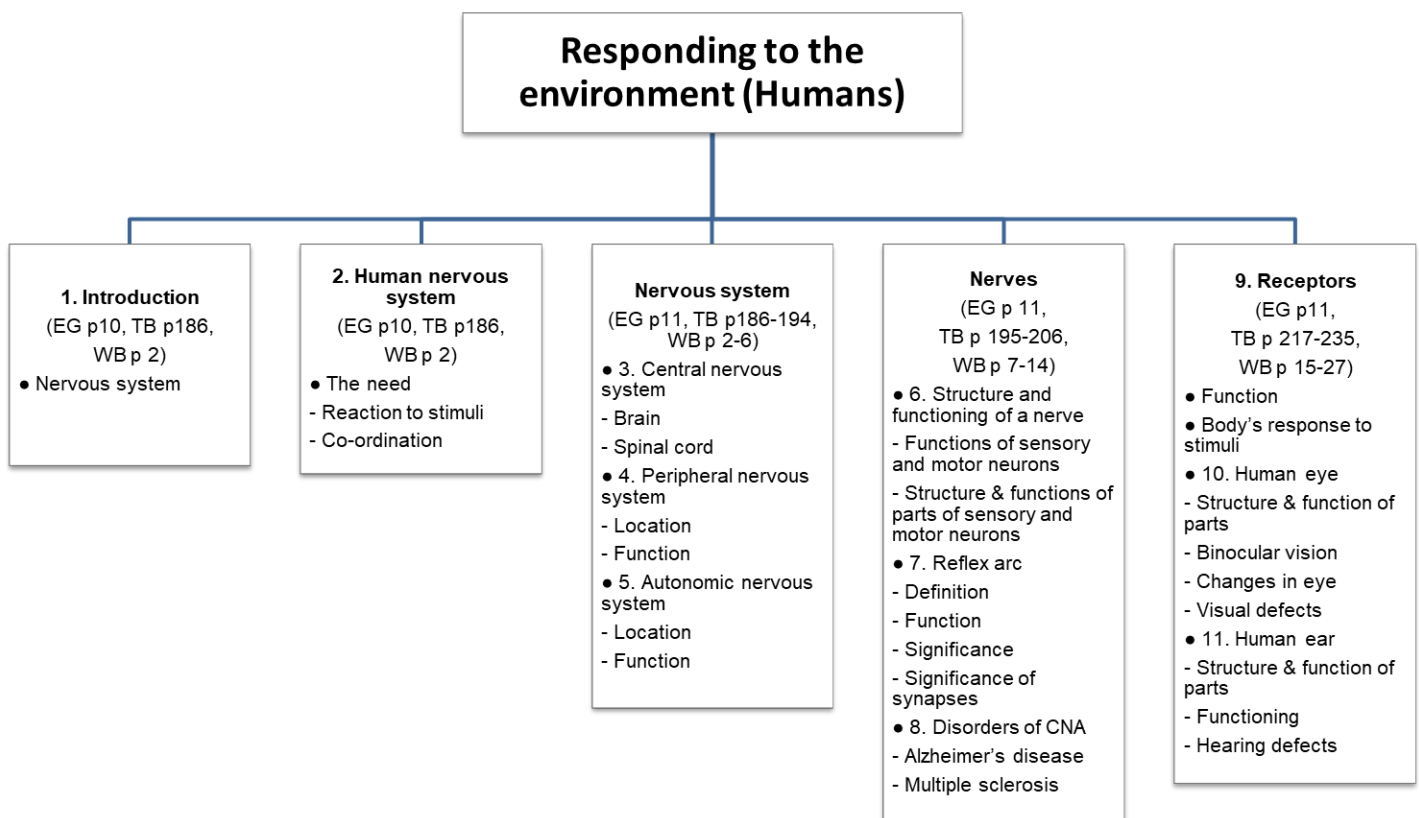 Responding to the
environment (Humans)
1. Introduction
(EG p10, TB p186,
WB p 2)
● Nervous system
2. Human nervous
system
(EG p10, TB p186,
WB p 2)
● The need
- Reaction to stimuli
- Co-ordination
Nervous system
(EG p11, TB p186-194,
WB p 2-6)
● 3. Central nervous
system
- Brain
- Spinal cord
● 4. Peripheral nervous
system
- Location
- Function
● 5. Autonomic nervous
system
- Location
- Function
Nerves
(EG p 11,
TB p 195-206,
WB p 7-14)
● 6. Structure and
functioning of a nerve
- Functions of sensory
and motor neurons
- Structure & functions of
parts of sensory and
motor neurons
● 7. Reflex arc
- Definition
- Function
- Significance
- Significance of
synapses
● 8. Disorders of CNA
- Alzheimer's disease
- Multiple sclerosis
9. Receptors
(EG p11,
TB p 217-235,
WB p 15-27)
● Function
● Body's response to
stimuli
● 10. Human eye
- Structure & function of
parts
- Binocular vision
- Changes in eye
- Visual defects
● 11. Human ear
- Structure & function of
parts
- Functioning
- Hearing defects